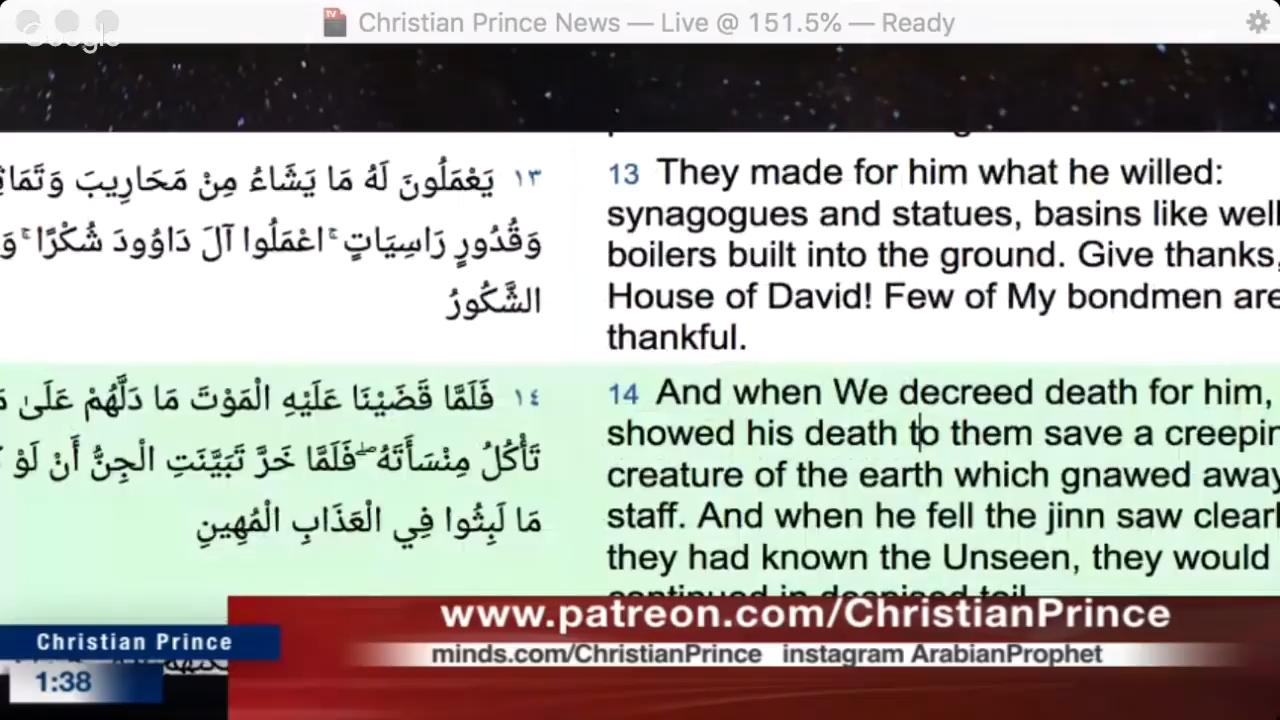 Christian Prince News — Live @ 151.5% — Ready
Google
١٣ يَعْمَلُونَ لَهُ مَا يَشَاءُ مِنْ مَحَارِيبَ
وَقُدُورٍ رَاسِيَاتٍ ۚ اعْمَلُوا آلَ دَاوُودَ شُكْرًا ۚ
الشَّكُورُ
13 They made for him what he willed:
synagogues and statues, basins like well
boilers built into the ground. Give thanks,
House of David! Few of My bondmen are
thankful.
١٤ فَلَمَّا قَضَيْنَا عَلَيْهِ الْمَوْتَ مَا دَلَّهُمْ عَلَىٰ
تَأْكُلُ مِنْسَأَتَهُ ۖ فَلَمَّا خَرَّ تَبَيَّنَتِ الْجِنُّ أَنْ لَوْ
مَا لَبِثُوا فِي الْعَذَابِ الْمُهِينِ
14 And when We decreed death for him,
showed his death to them save a creepin
creature of the earth which gnawed away
staff. And when he fell the jinn saw clearl
they had known the Unseen, they would
continued in despised toil
www.patreon.com/ChristianPrince
Christian Prince
minds.com/ChristianPrince instagram ArabianProphet
1:38